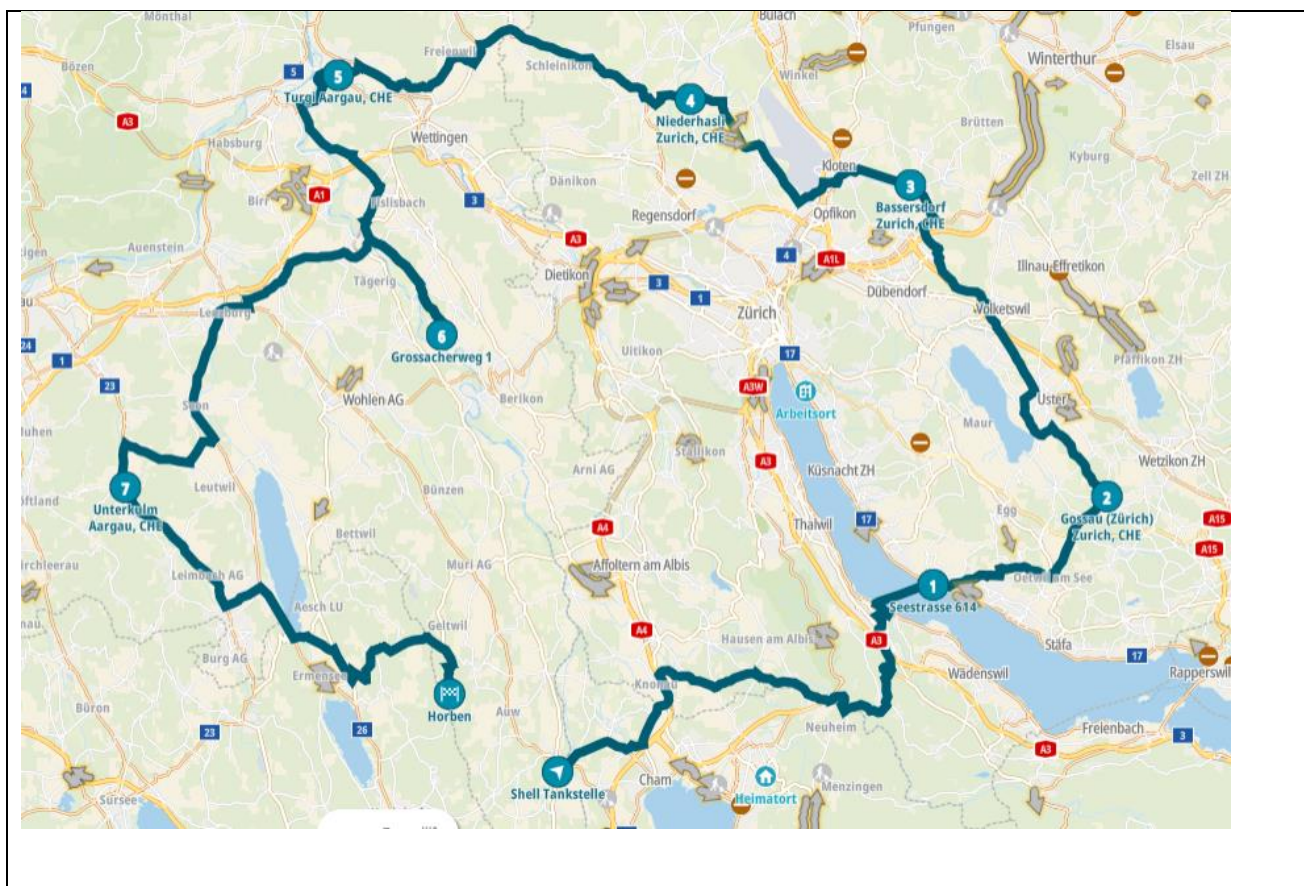 Mönthal
Bülach
Pfungen
Elsau
Bözen
Freienwil
Schleinikon
Winkel
Winterthur
5
5
4
4
Turgi Aargau, CHE
Niederhasli
Zurich, CHE
A3
Habsburg
Wettingen
Brütten
Kloten
Kyburg
3
Bassersdorf
Zurich, CHE
Zell ZH
Dänikon
A1
Birr
3
Regensdorf
Opfikon
Auenstein
A3
4
A1L
Illnau-Effretikon
Dietikon
3
1
Dübendorf
Tägerig
Volketswil
Lenzburg
Zürich
6
Grossacherweg 1
Uitikon
17
Pfäffikon ZH
24
1
23
A3W
Arbeitsort
Wohlen AG
Berikon
Uster
Seon
Maur
Stallikon
A3
Arni AG
Küsnacht ZH
Wetzikon ZH
7
Unterkulm
Aargau, CHE
Leutwil
Bünzen
2
Gossau (Zürich)
Zurich, CHE
Egg
17
A15
A15
A4
Thalwil
Bettwil
Leimbach AG
Muri AG
Affoltern am Albis
1
Seestrasse 614
Oetwil am See
Aesch LU
Geltwil
A4
Hausen am Albis
A3
Stäfa
17
Burg AG
Ermensee
Wädenswil
Rapperswil
Knonau
Horben
Büron
Auw
23
26
Neuheim
Freienbach
3
A3
Shell Tankstelle
Cham
Heimatort
Menzingen
Sursee